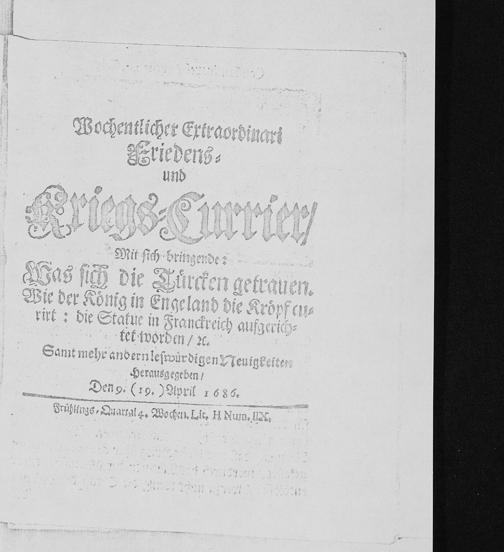 Wochentlicher Extraordinari
Friedens-
und
Kriegs-Currier/
Mit sich bringende:
Was sich die Türcken getrauen.
Wie der König in Engeland die Kröpf cu-
rirt: die Statue in Franckreich aufgerich-
tet worden/ ꝛc.
Samt mehr andern leswürdigen Neuigkeiten
Herausgegeben/
Den 9. (19.) April 1686.
Frühlings-Quartal 4. Wochen. Lit. H Num. IIX.